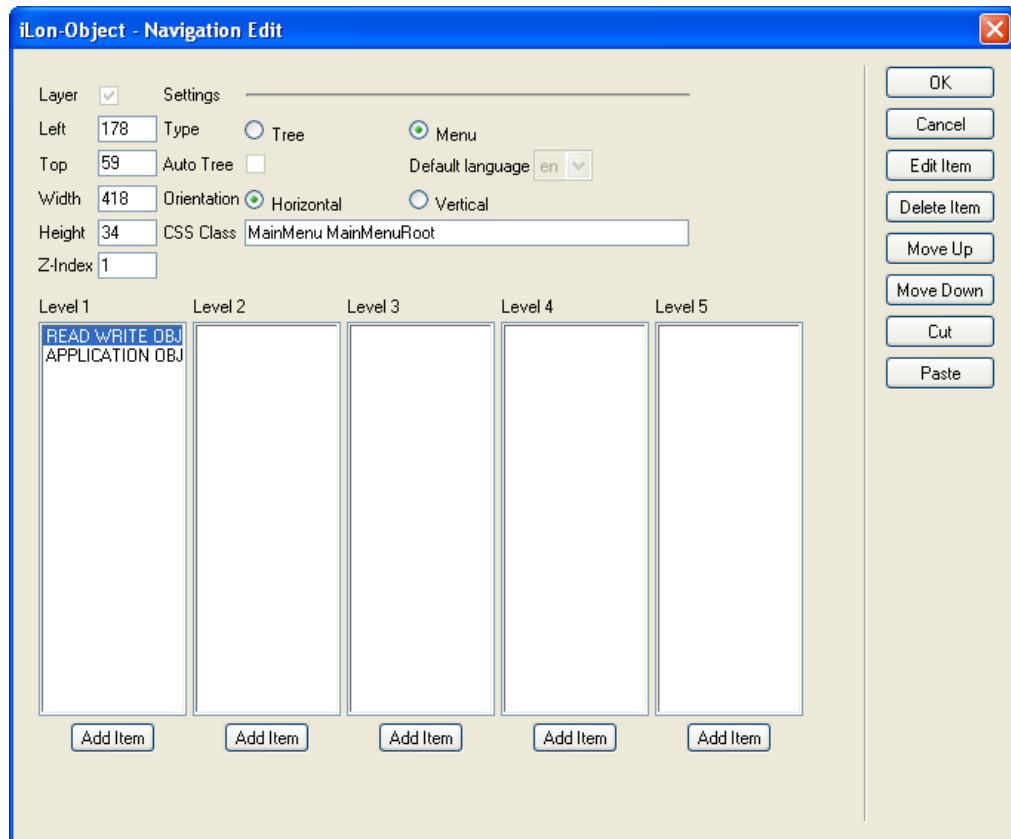 iLon-Object - Navigation Edit
Layer Settings
Left 178 Type Tree Menu
Top 59 Auto Tree Default language en
Width 418 Orientation Horizontal Vertical
Height 34 CSS Class MainMenu MainMenuRoot
Z-Index 1
Level 1 Level 2 Level 3 Level 4 Level 5
READ WRITE OBJ
APPLICATION OBJ
Add Item Add Item Add Item Add Item Add Item
OK
Cancel
Edit Item
Delete Item
Move Up
Move Down
Cut
Paste